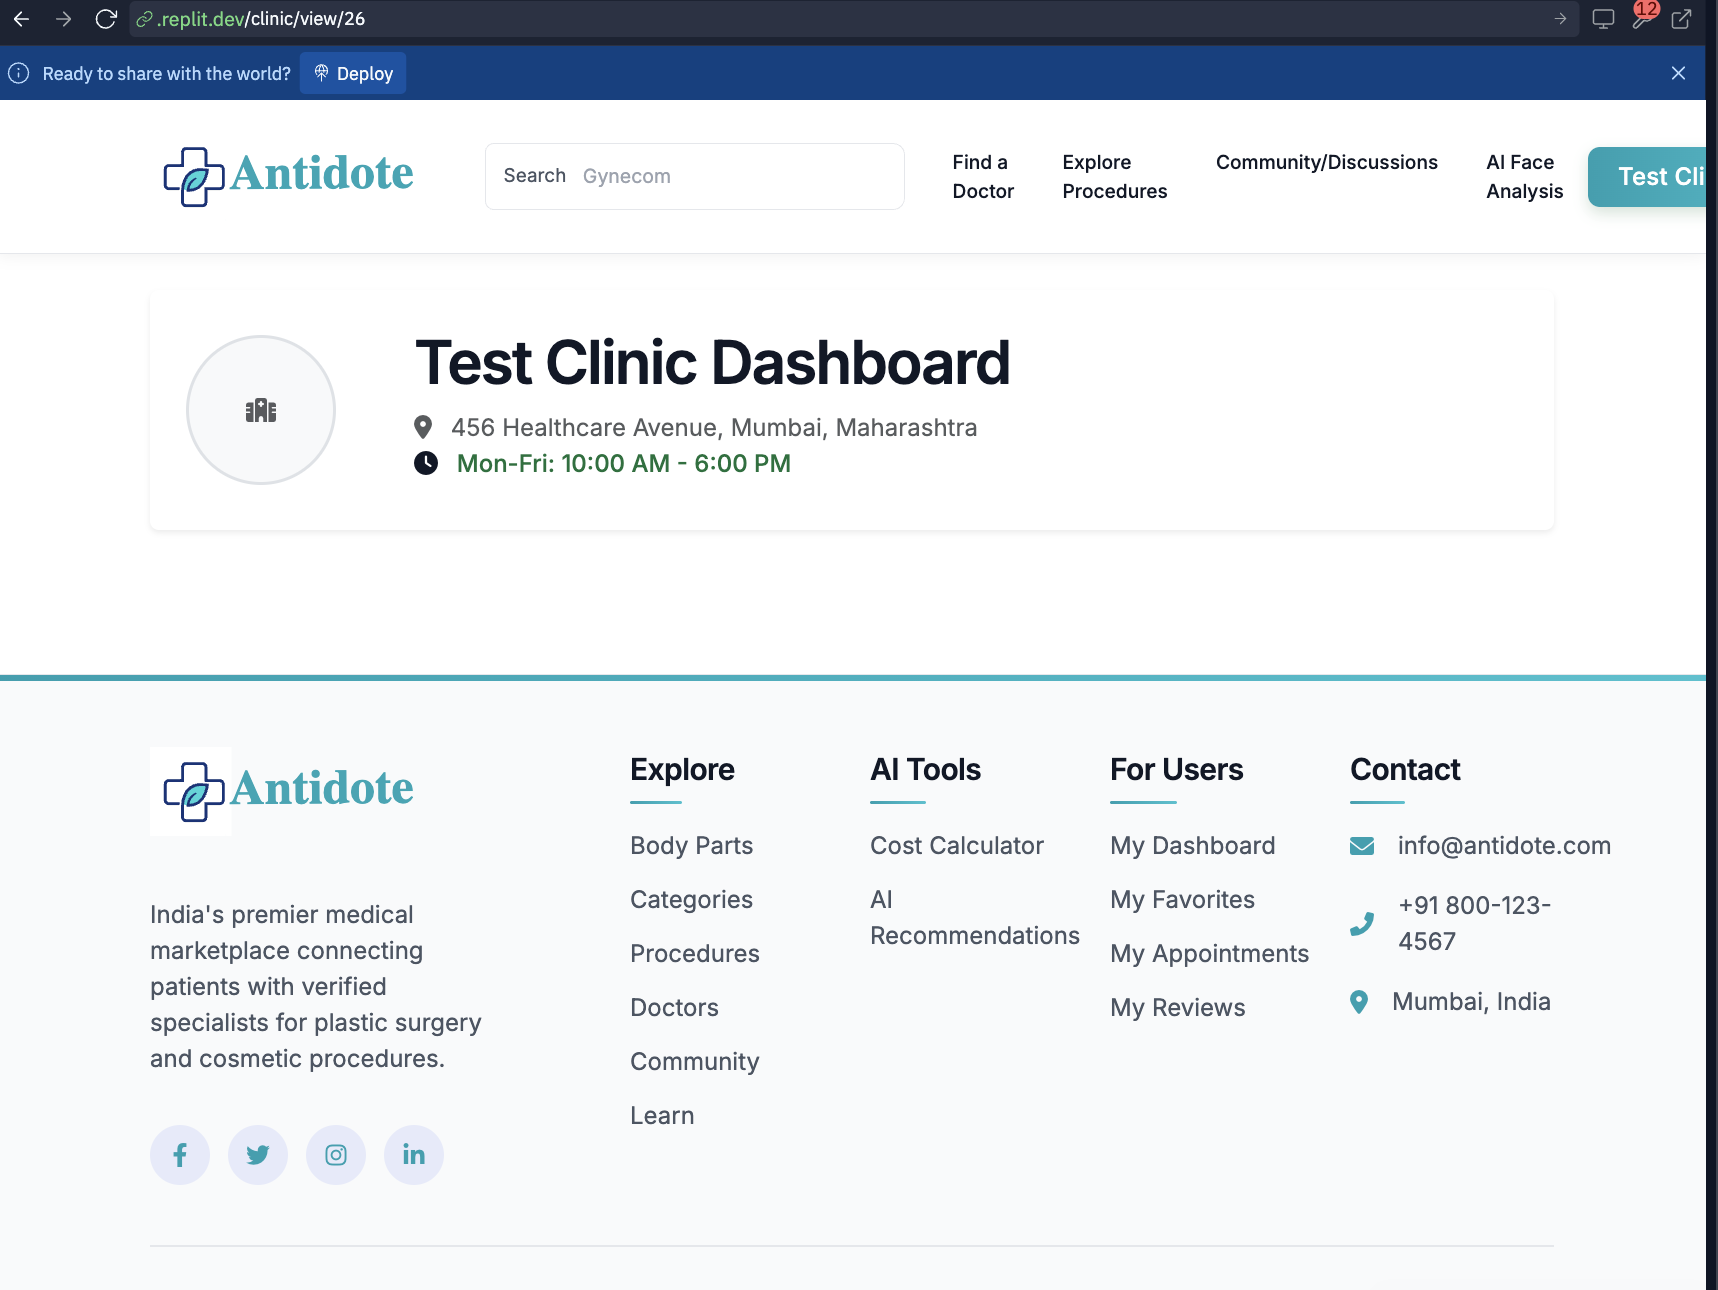 .replit.dev/clinic/view/26
12
Ready to share with the world? Deploy
Antidote
Search Gynecom
Find a
Doctor
Explore
Procedures
Community/Discussions
AI Face
Analysis
Test Cli
Test Clinic Dashboard
456 Healthcare Avenue, Mumbai, Maharashtra
Mon-Fri: 10:00 AM - 6:00 PM
Antidote
India's premier medical
marketplace connecting
patients with verified
specialists for plastic surgery
and cosmetic procedures.
Explore
Body Parts
Categories
Procedures
Doctors
Community
Learn
AI Tools
Cost Calculator
AI
Recommendations
For Users
My Dashboard
My Favorites
My Appointments
My Reviews
Contact
info@antidote.com
+91 800-123-
4567
Mumbai, India